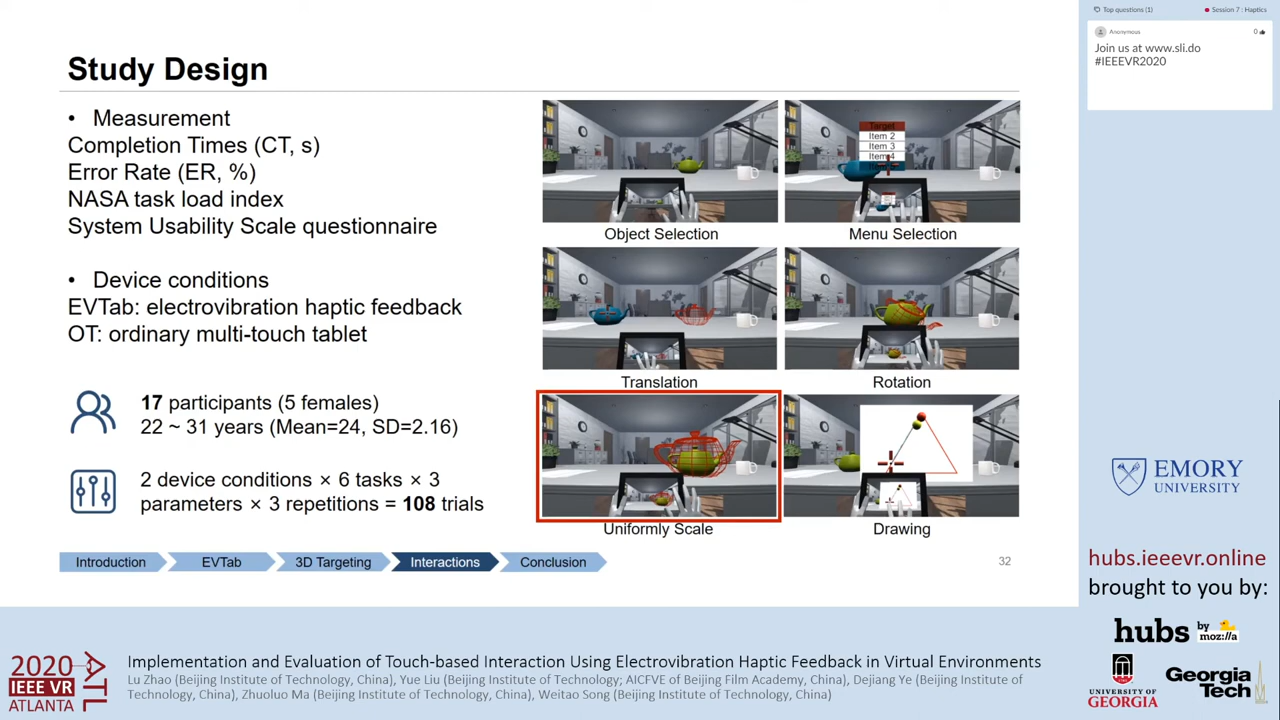 Study Design
• Measurement
Completion Times (CT, s)
Error Rate (ER, %)
NASA task load index
System Usability Scale questionnaire
• Device conditions
EVTab: electrovibration haptic feedback
OT: ordinary multi-touch tablet
17 participants (5 females)
22 ~ 31 years (Mean=24, SD=2.16)
2 device conditions × 6 tasks × 3
parameters × 3 repetitions = 108 trials
Object Selection
Target
Item 2
Item 3
Item 4
Menu Selection
Translation
Rotation
Uniformly Scale
Drawing
Introduction
EVTab
3D Targeting
Interactions
Conclusion
32
Top questions (1)
Session 7 : Haptics
Anonymous
0
Join us at www.sli.do
#IEEEVR2020
EMORY
UNIVERSITY
hubs.ieeevr.online
brought to you by:
hubs by moz://a
UNIVERSITY OF
GEORGIA
Georgia
Tech
2020
IEEE VR
ATLANTA
ATL
Implementation and Evaluation of Touch-based Interaction Using Electrovibration Haptic Feedback in Virtual Environments
Lu Zhao (Beijing Institute of Technology, China), Yue Liu (Beijing Institute of Technology, China; AICFVE of Beijing Film Academy, China), Dejiang Ye (Beijing Institute of
Technology, China), Zhuoluo Ma (Beijing Institute of Technology, China), Weitao Song (Beijing Institute of Technology, China)